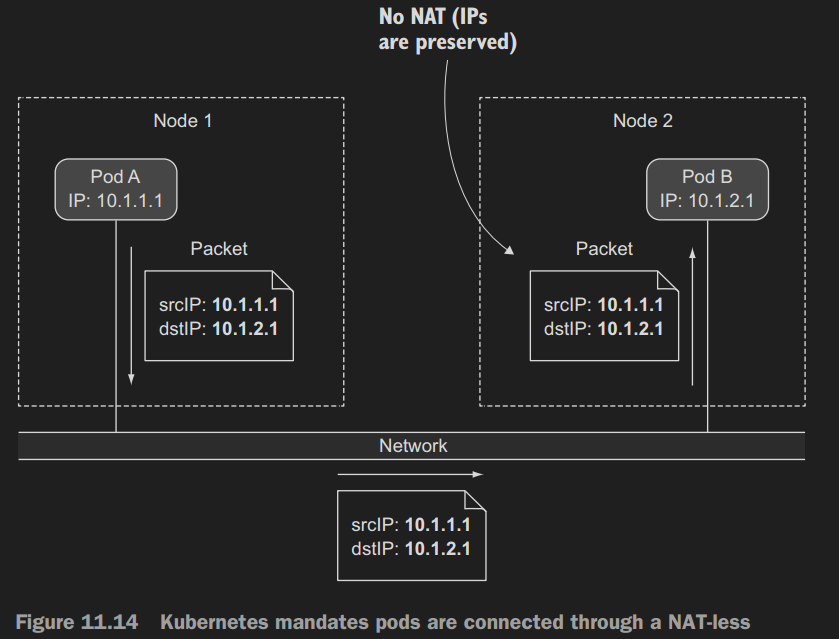 No NAT (IPs
are preserved)
Node 1
Node 2
Pod A
IP: 10.1.1.1
Pod B
IP: 10.1.2.1
Packet
srcIP: 10.1.1.1
dstIP: 10.1.2.1
Packet
srcIP: 10.1.1.1
dstIP: 10.1.2.1
Network
srcIP: 10.1.1.1
dstIP: 10.1.2.1
Figure 11.14 Kubernetes mandates pods are connected through a NAT-less